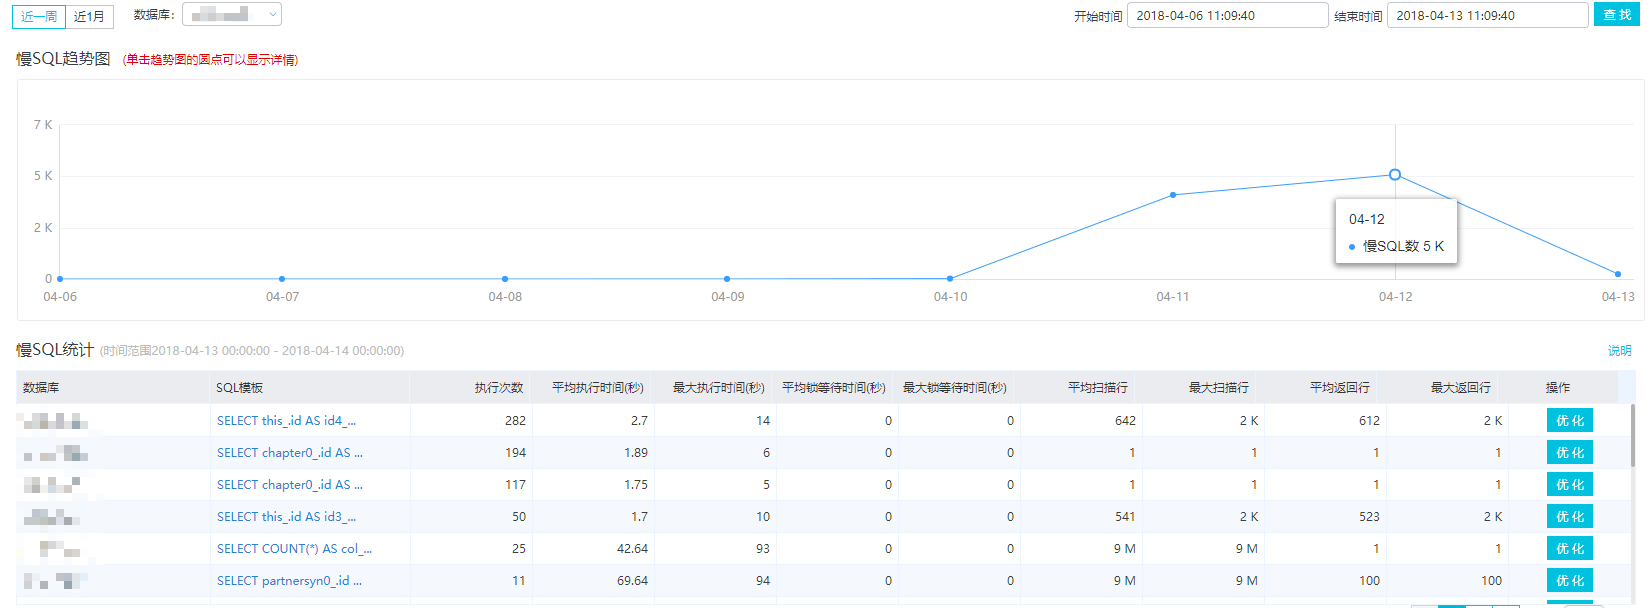 近一周 近1月 数据库: 开始时间 2018-04-06 11:09:40 结束时间 2018-04-13 11:09:40 查 找
慢SQL趋势图 (单击趋势图的圆点可以显示详情)
7 K
5 K
2 K
0
04-12
慢SQL数 5 K
04-06 04-07 04-08 04-09 04-10 04-11 04-12 04-13
慢SQL统计 (时间范围2018-04-13 00:00:00 - 2018-04-14 00:00:00) 说明
数据库 SQL模板 执行次数 平均执行时间(秒) 最大执行时间(秒) 平均锁等待时间(秒) 最大锁等待时间(秒) 平均扫描行 最大扫描行 平均返回行 最大返回行 操作
SELECT this_.id AS id4_... 282 2.7 14 0 0 642 2 K 612 2 K 优 化
SELECT chapter0_.id AS ... 194 1.89 6 0 0 1 1 1 1 优 化
SELECT chapter0_.id AS ... 117 1.75 5 0 0 1 1 1 1 优 化
SELECT this_.id AS id3_... 50 1.7 10 0 0 541 2 K 523 2 K 优 化
SELECT COUNT(*) AS col_... 25 42.64 93 0 0 9 M 9 M 1 1 优 化
SELECT partnersyn0_.id ... 11 69.64 94 0 0 9 M 9 M 100 100 优 化